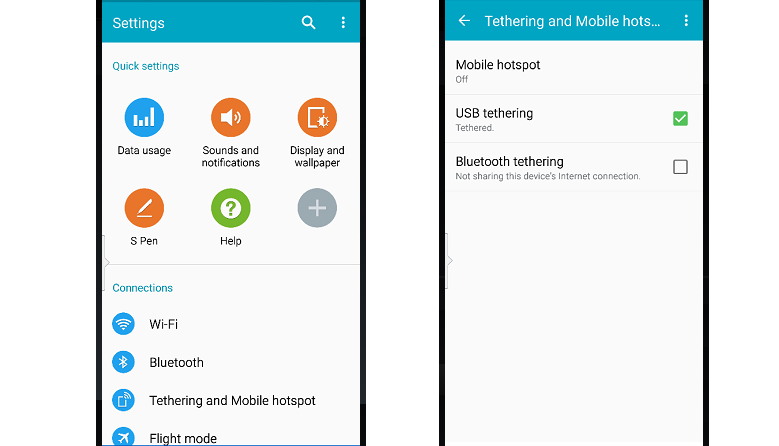 Settings
Quick settings
Data usage
Sounds and
notifications
Display and
wallpaper
S Pen
Help
Connections
Wi-Fi
Bluetooth
Tethering and Mobile hotspot
Flight mode
Tethering and Mobile hots...
Mobile hotspot
Off
USB tethering
Tethered.
Bluetooth tethering
Not sharing this device's Internet connection.